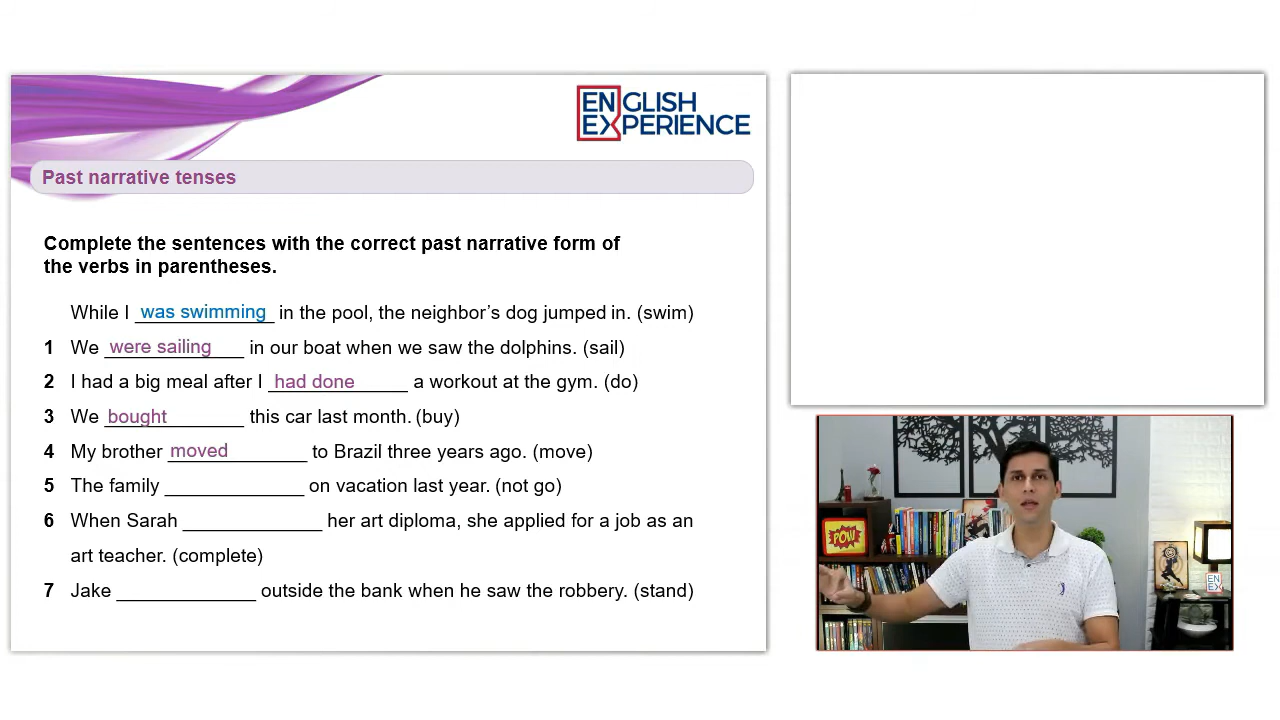 ENGLISH
EXPERIENCE
Past narrative tenses
Complete the sentences with the correct past narrative form of
the verbs in parentheses.
While I was swimming in the pool, the neighbor’s dog jumped in. (swim)
1 We were sailing in our boat when we saw the dolphins. (sail)
2 I had a big meal after I had done a workout at the gym. (do)
3 We bought this car last month. (buy)
4 My brother moved to Brazil three years ago. (move)
5 The family ______________ on vacation last year. (not go)
6 When Sarah ______________ her art diploma, she applied for a job as an
art teacher. (complete)
7 Jake ______________ outside the bank when he saw the robbery. (stand)
POW
EN
EX